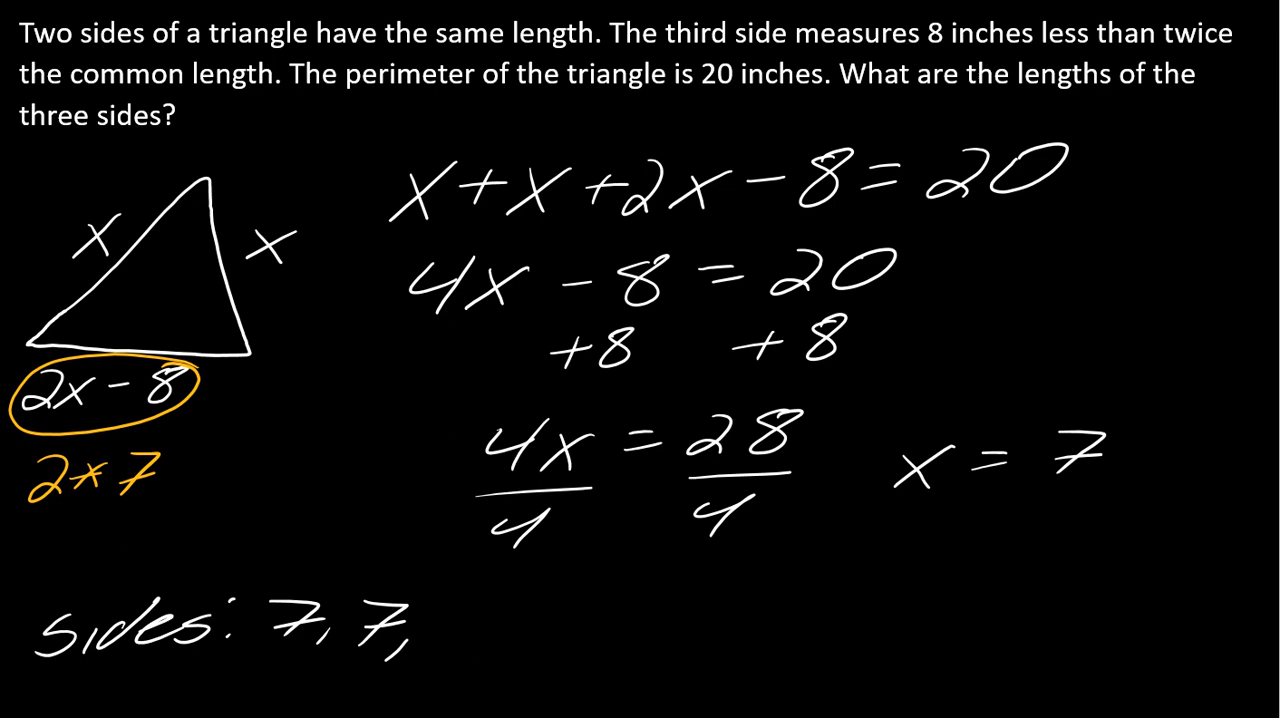 Two sides of a triangle have the same length. The third side measures 8 inches less than twice
the common length. The perimeter of the triangle is 20 inches. What are the lengths of the
three sides?
x + x + 2x - 8 = 20
x
x
4x - 8 = 20
+8 +8
2x - 8
4x = 28
4 4
x = 7
2 * 7
sides: 7, 7,